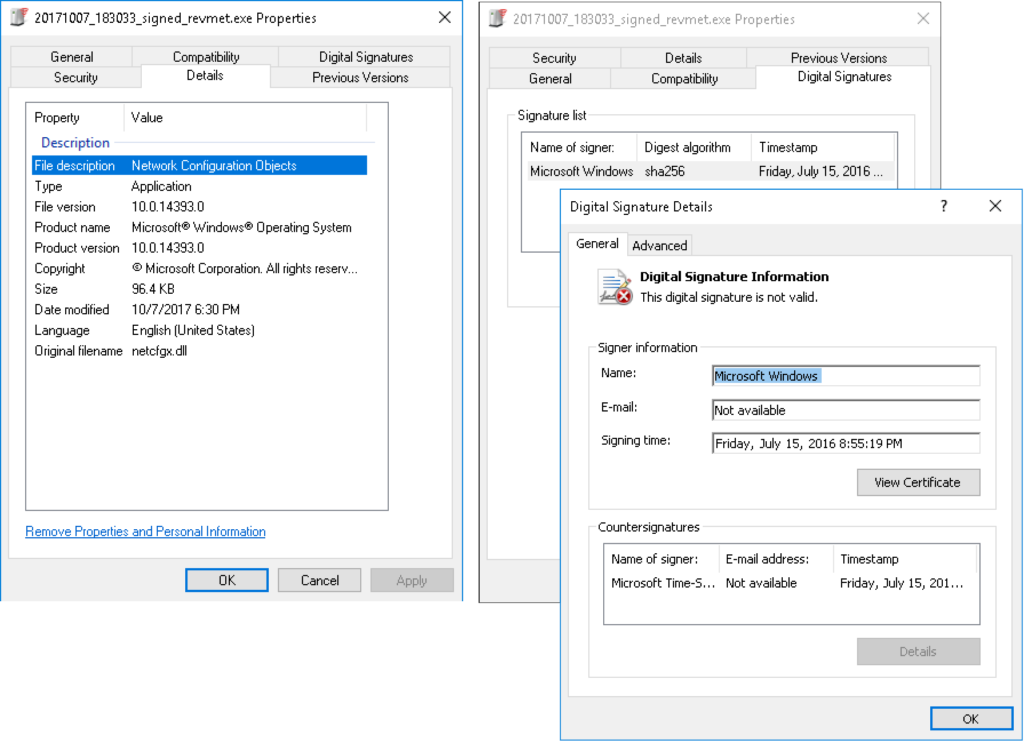 20171007_183033_signed_revmet.exe Properties
General Compatibility Digital Signatures
Security Details Previous Versions
Property Value
Description
File description Network Configuration Objects
Type Application
File version 10.0.14393.0
Product name Microsoft® Windows® Operating System
Product version 10.0.14393.0
Copyright © Microsoft Corporation. All rights reserv...
Size 96.4 KB
Date modified 10/7/2017 6:30 PM
Language English (United States)
Original filename netcfgx.dll
Remove Properties and Personal Information
OK Cancel Apply
20171007_183033_signed_revmet.exe Properties
Security Details Previous Versions
General Compatibility Digital Signatures
Signature list
Name of signer: Digest algorithm Timestamp
Microsoft Windows sha256 Friday, July 15, 2016 ...
Digital Signature Details ?
General Advanced
Digital Signature Information
This digital signature is not valid.
Signer information
Name: Microsoft Windows
E-mail: Not available
Signing time: Friday, July 15, 2016 8:55:19 PM
View Certificate
Countersignatures
Name of signer: E-mail address: Timestamp
Microsoft Time-S... Not available Friday, July 15, 201...
Details
OK